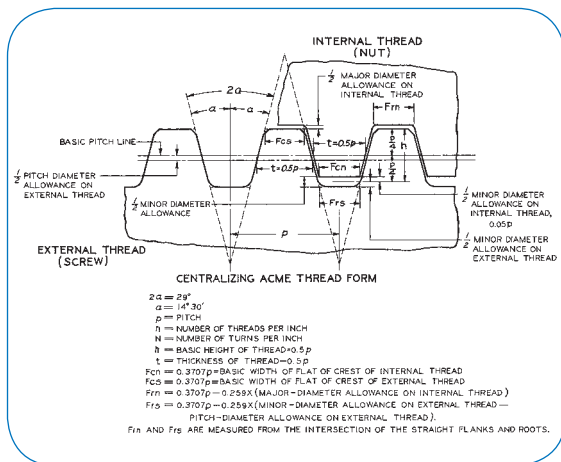 INTERNAL THREAD
(NUT)
1/2 MAJOR DIAMETER
ALLOWANCE ON
INTERNAL THREAD
2a
a
a
Frn
BASIC PITCH LINE
Fcs
t=0.5p
h
p/4
p/4
1/2 PITCH DIAMETER
ALLOWANCE ON
EXTERNAL THREAD
t=0.5p
Fcn
1/2 MINOR DIAMETER
ALLOWANCE
Frs
1/2 MINOR DIAMETER
ALLOWANCE ON
INTERNAL THREAD,
0.05p
p
1/2 MINOR DIAMETER
ALLOWANCE ON
EXTERNAL THREAD
EXTERNAL THREAD
(SCREW)
CENTRALIZING ACME THREAD FORM
2a = 29°
a = 14° 30'
p = PITCH
n = NUMBER OF THREADS PER INCH
N = NUMBER OF TURNS PER INCH
h = BASIC HEIGHT OF THREAD=0.5p
t = THICKNESS OF THREAD=0.5p
Fcn = 0.3707p=BASIC WIDTH OF FLAT OF CREST OF INTERNAL THREAD
Fcs = 0.3707p=BASIC WIDTH OF FLAT OF CREST OF EXTERNAL THREAD
Frn = 0.3707p–0.259X(MAJOR-DIAMETER ALLOWANCE ON INTERNAL THREAD)
Frs = 0.3707p–0.259X(MINOR-DIAMETER ALLOWANCE ON EXTERNAL THREAD—
PITCH-DIAMETER ALLOWANCE ON EXTERNAL THREAD).
Frn AND Frs ARE MEASURED FROM THE INTERSECTION OF THE STRAIGHT FLANKS AND ROOTS.